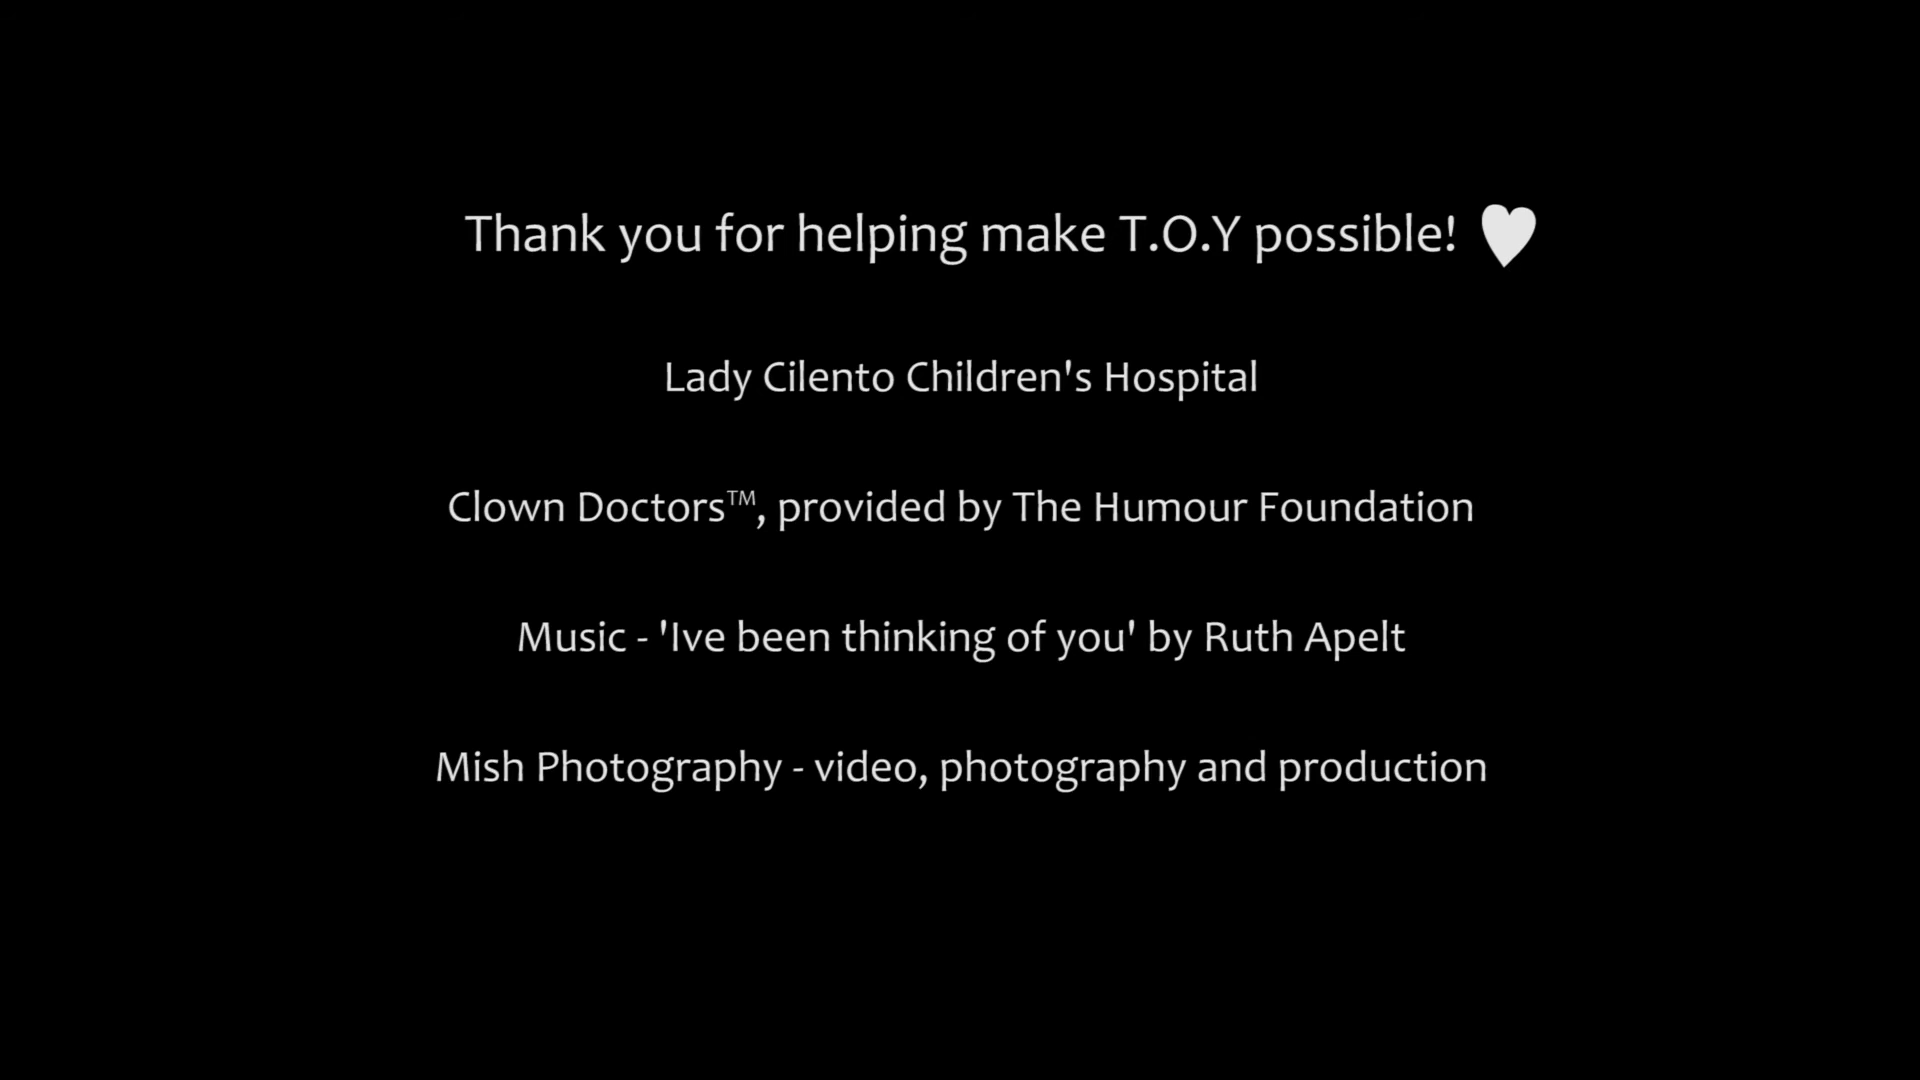 Thank you for helping make T.O.Y possible! ♥
Lady Cilento Children's Hospital
Clown Doctors™, provided by The Humour Foundation
Music - 'Ive been thinking of you' by Ruth Apelt
Mish Photography - video, photography and production